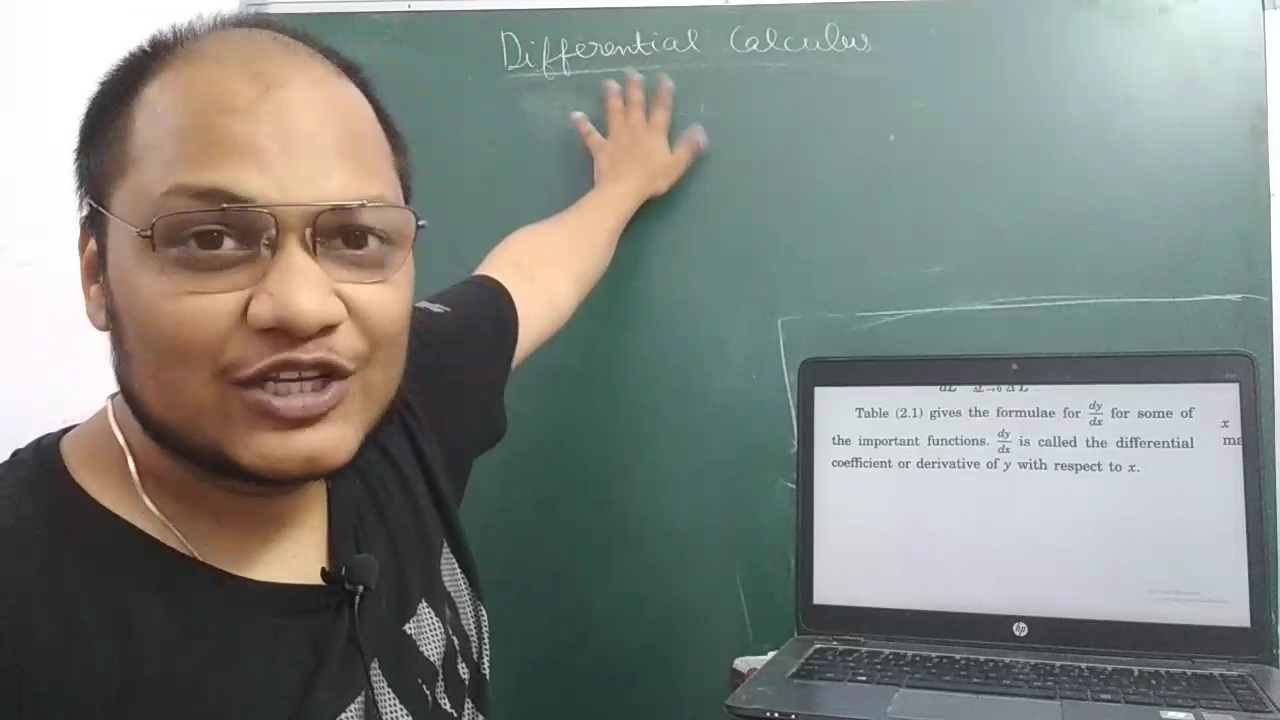 Differential Calculus
Table (2.1) gives the formulae for dy/dx for some of
the important functions. dy/dx is called the differential
coefficient or derivative of y with respect to x.
x
ma
hp